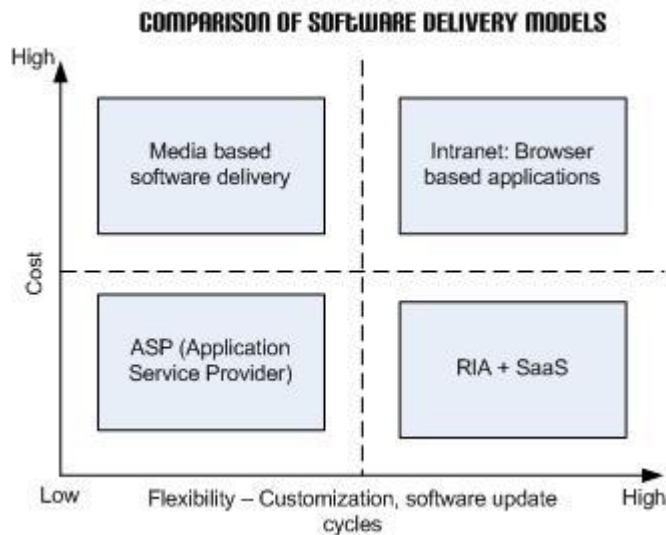 COMPARISON OF SOFTWARE DELIVERY MODELS
High
Media based
software delivery
Intranet: Browser
based applications
Cost
ASP (Application
Service Provider)
RIA + SaaS
Low
Flexibility – Customization, software update
cycles
High